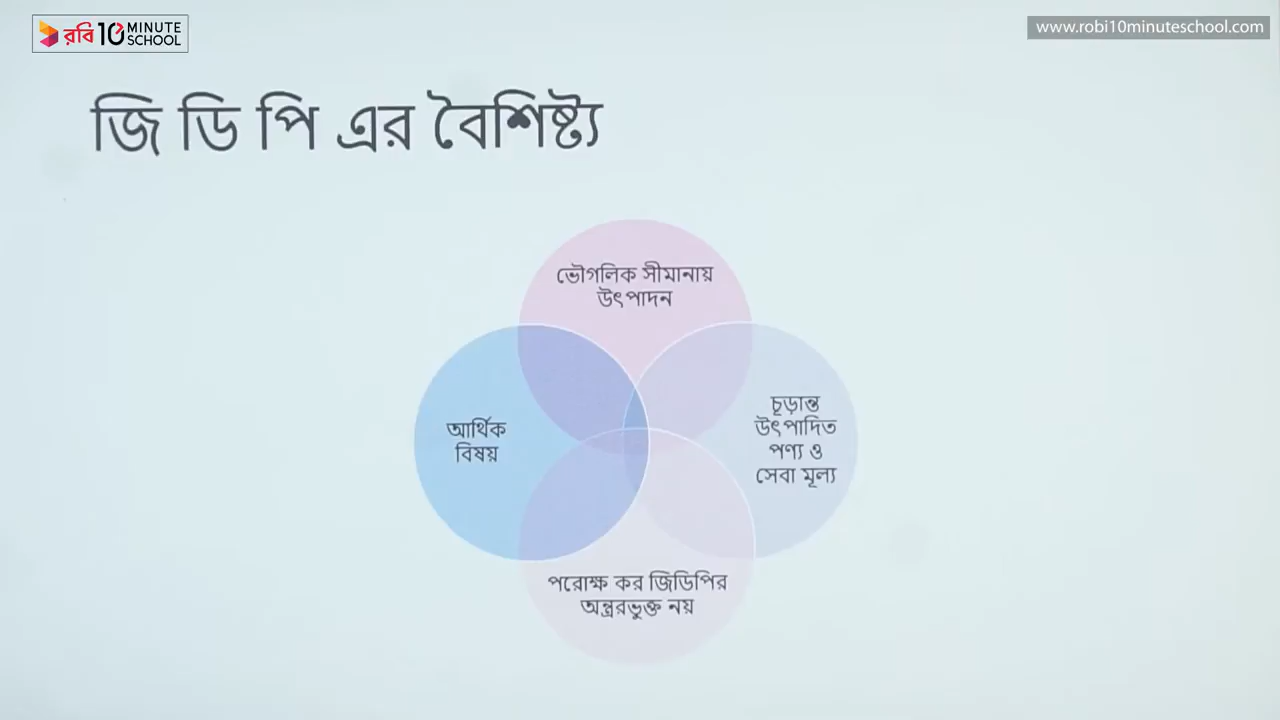 রবি 10 MINUTE SCHOOL
www.robi10minuteschool.com
জি ডি পি এর বৈশিষ্ট্য
ভৌগলিক সীমানায়
উৎপাদন
আর্থিক
বিষয়
চূড়ান্ত
উৎপাদিত
পণ্য ও
সেবা মূল্য
পরোক্ষ কর জিডিপির
অন্ত্ররভুক্ত নয়